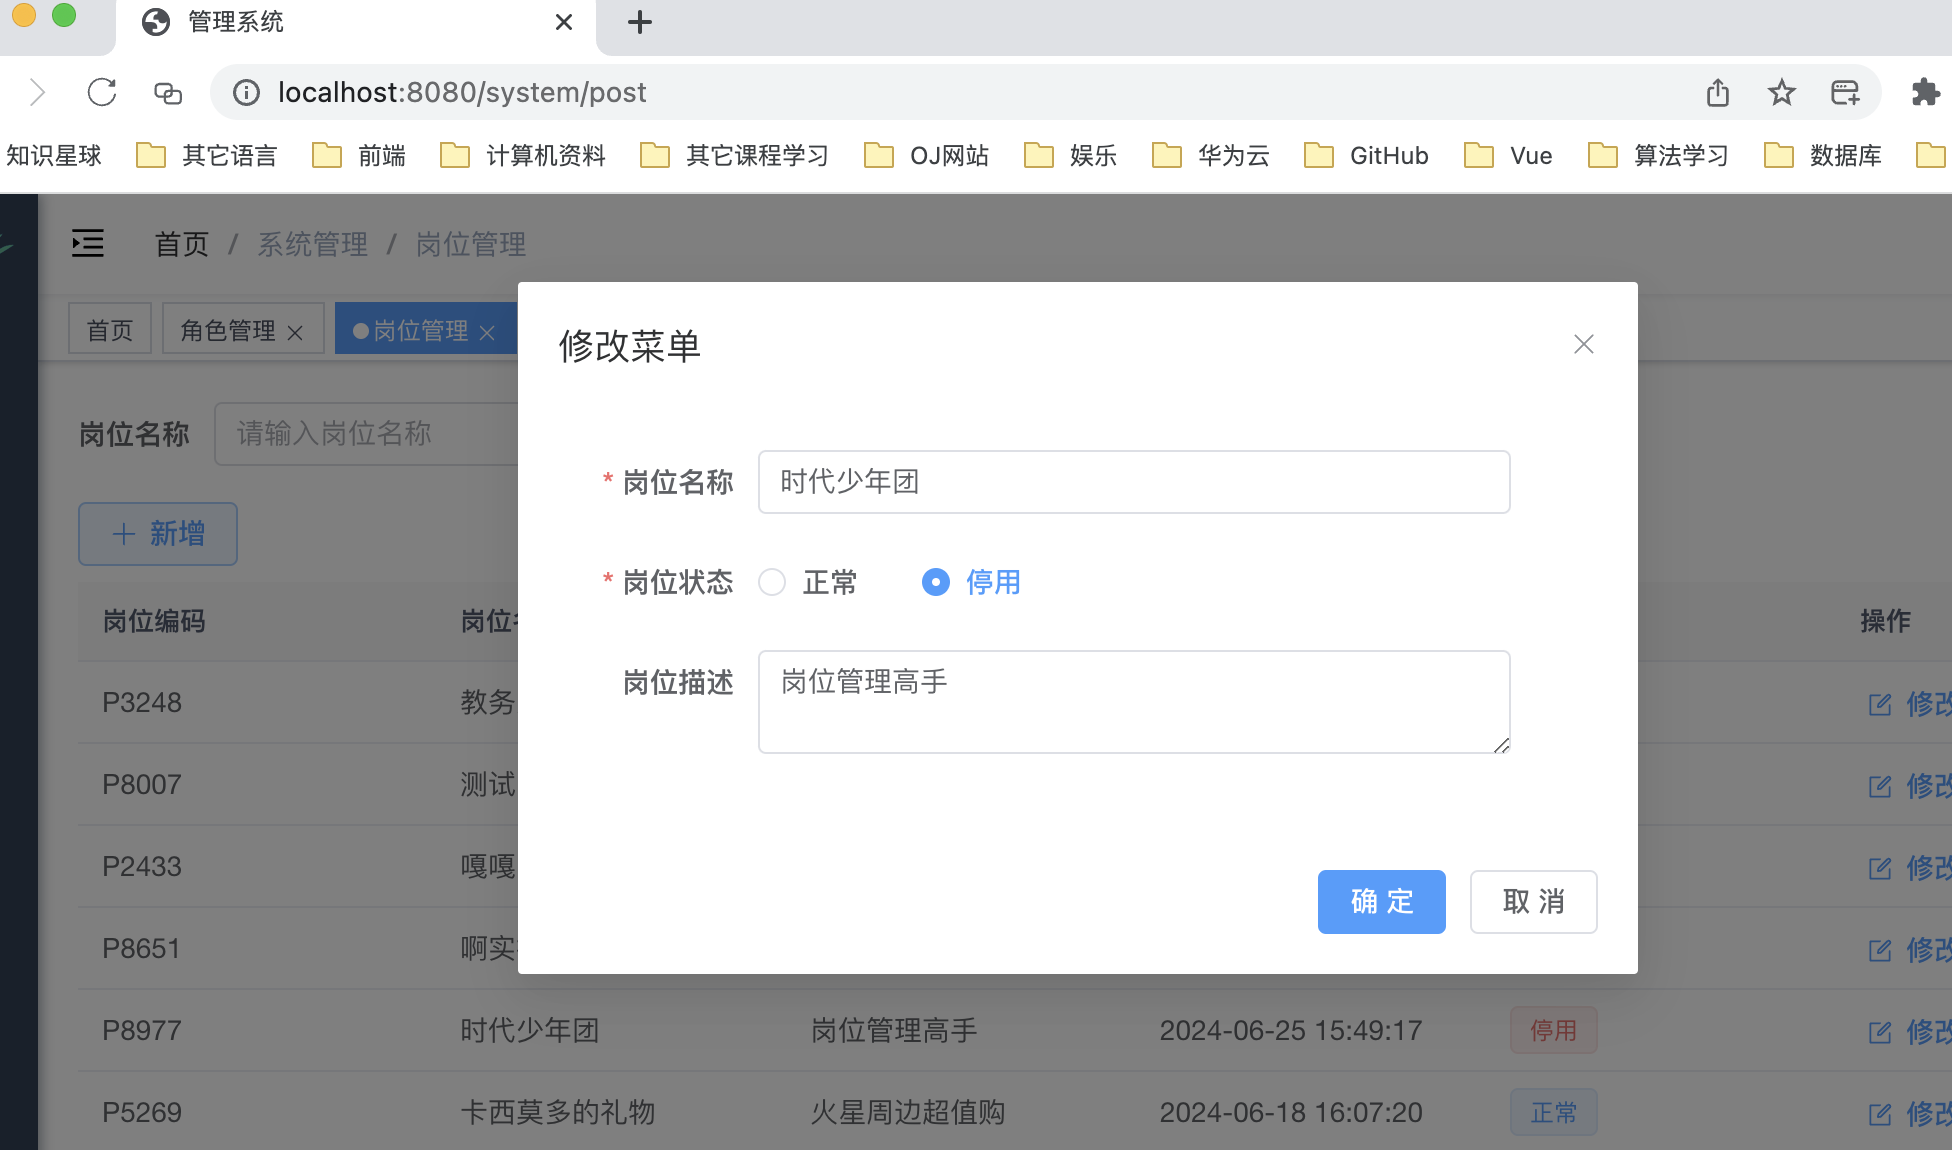 管理系统
localhost:8080/system/post
知识星球 其它语言 前端 计算机资料 其它课程学习 OJ网站 娱乐 华为云 GitHub Vue 算法学习 数据库
首页 / 系统管理 / 岗位管理
首页 角色管理 岗位管理
修改菜单
岗位名称 请输入岗位名称
* 岗位名称 时代少年团
新增
* 岗位状态 正常 停用
岗位编码 岗位 操作
岗位描述 岗位管理高手
P3248 教务 修改
P8007 测试 修改
P2433 嘎嘎 修改
确 定 取 消
P8651 啊实 修改
P8977 时代少年团 岗位管理高手 2024-06-25 15:49:17 停用 修改
P5269 卡西莫多的礼物 火星周边超值购 2024-06-18 16:07:20 正常 修改